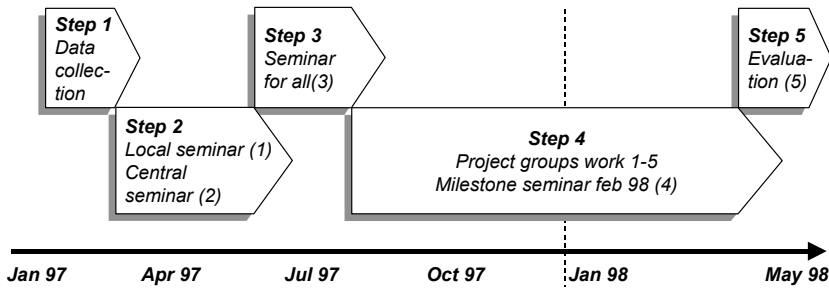 Step 1
Data
collec-
tion
Step 2
Local seminar (1)
Central
seminar (2)
Step 3
Seminar
for all(3)
Step 4
Project groups work 1-5
Milestone seminar feb 98 (4)
Step 5
Evalua-
tion (5)
Jan 97 Apr 97 Jul 97 Oct 97 Jan 98 May 98